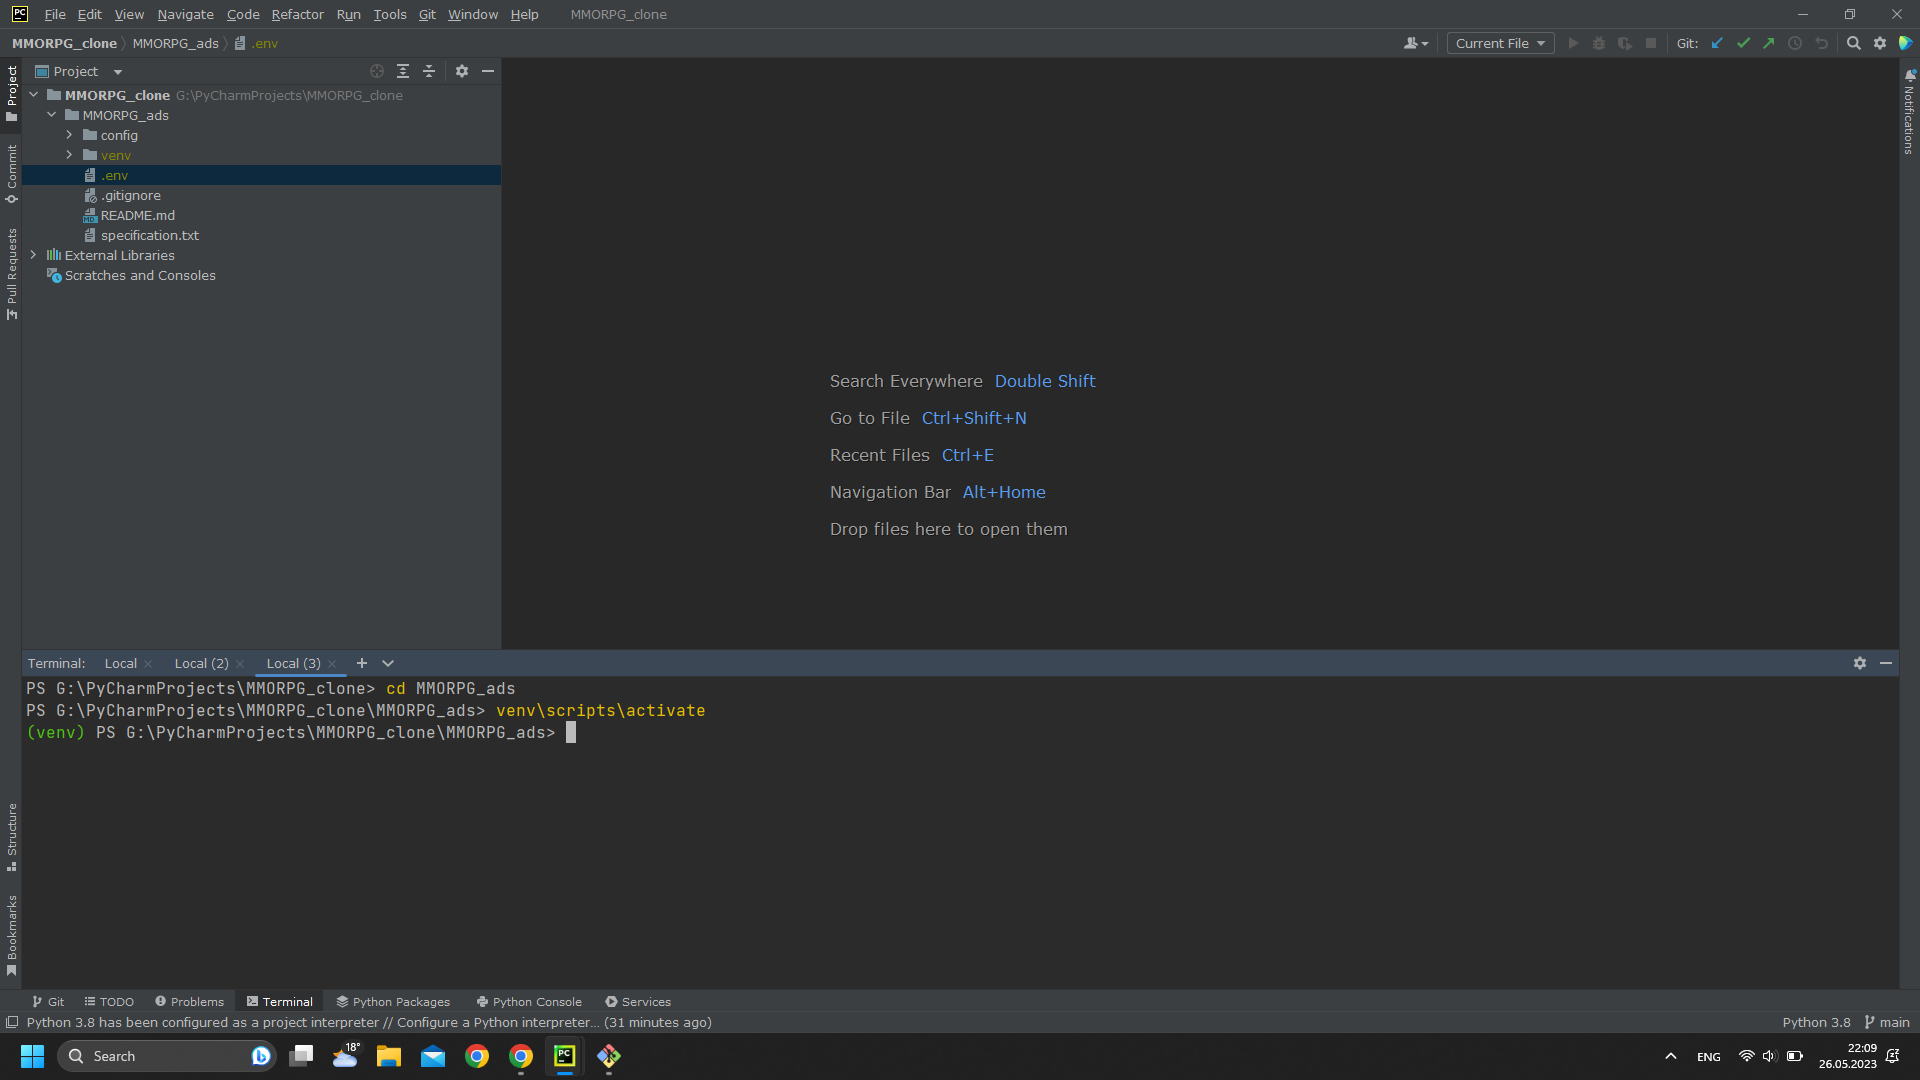 File Edit View Navigate Code Refactor Run Tools Git Window Help MMORPG_clone
MMORPG_clone MMORPG_ads .env
Current File Git:
Project
Project
MMORPG_clone G:\PyCharmProjects\MMORPG_clone
MMORPG_ads
config
venv
.env
.gitignore
README.md
specification.txt
External Libraries
Scratches and Consoles
Commit
Pull Requests
Notifications
Search Everywhere Double Shift
Go to File Ctrl+Shift+N
Recent Files Ctrl+E
Navigation Bar Alt+Home
Drop files here to open them
Terminal: Local Local (2) Local (3)
PS G:\PyCharmProjects\MMORPG_clone> cd MMORPG_ads
PS G:\PyCharmProjects\MMORPG_clone\MMORPG_ads> venv\scripts\activate
(venv) PS G:\PyCharmProjects\MMORPG_clone\MMORPG_ads>
Structure
Bookmarks
Git TODO Problems Terminal Python Packages Python Console Services
Python 3.8 has been configured as a project interpreter // Configure a Python interpreter... (31 minutes ago) Python 3.8 main
Search 18° PC ENG 22:09
26.05.2023